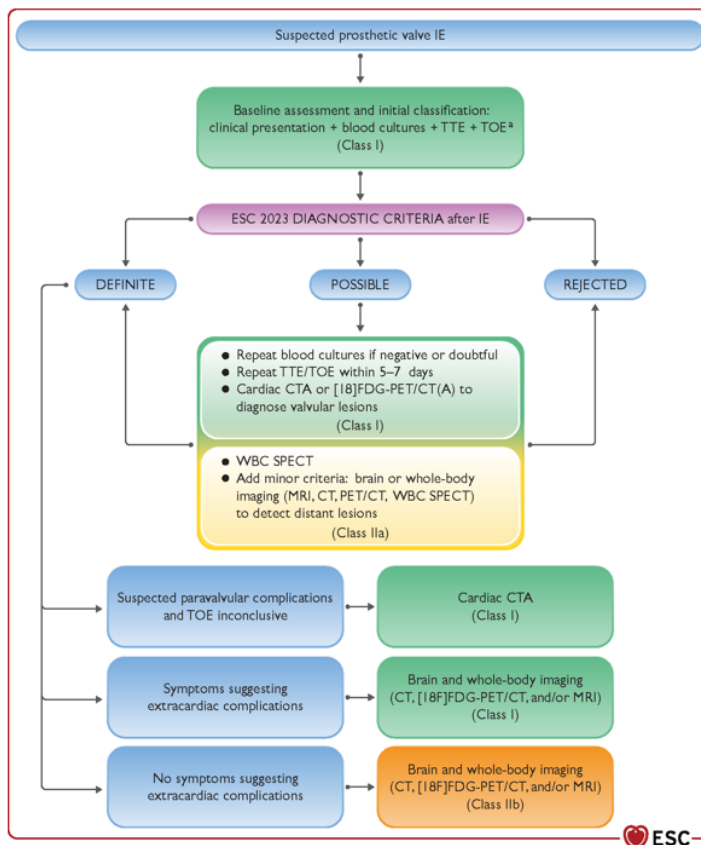 Suspected prosthetic valve IE
Baseline assessment and initial classification:
clinical presentation + blood cultures + TTE + TOEª
(Class I)
ESC 2023 DIAGNOSTIC CRITERIA after IE
DEFINITE
POSSIBLE
REJECTED
● Repeat blood cultures if negative or doubtful
● Repeat TTE/TOE within 5–7 days
● Cardiac CTA or [18]FDG-PET/CT(A) to
diagnose valvular lesions
(Class I)
● WBC SPECT
● Add minor criteria: brain or whole-body
imaging (MRI, CT, PET/CT, WBC SPECT)
to detect distant lesions
(Class IIa)
Suspected paravalvular complications
and TOE inconclusive
Cardiac CTA
(Class I)
Symptoms suggesting
extracardiac complications
Brain and whole-body imaging
(CT, [18F]FDG-PET/CT, and/or MRI)
(Class I)
No symptoms suggesting
extracardiac complications
Brain and whole-body imaging
(CT, [18F]FDG-PET/CT, and/or MRI)
(Class IIb)
ESC